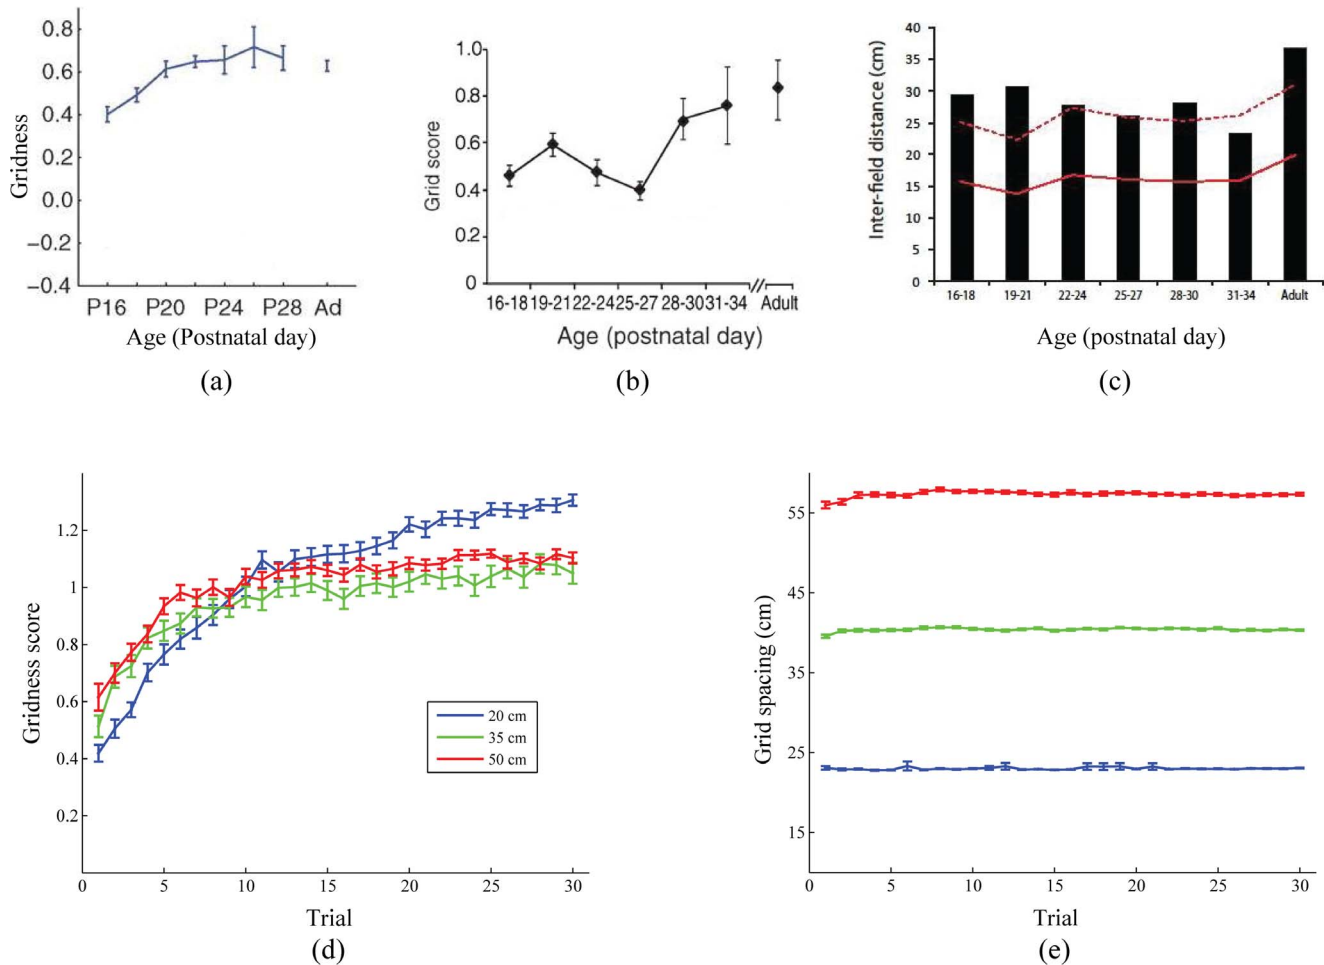 0.8
0.6
0.4
0.2
0.0
−0.2
−0.4
Gridness
P16 P20 P24 P28 Ad
Age (Postnatal day)
(a)
1.0
0.8
0.6
0.4
0.2
0
Grid score
16-18 19-21 22-24 25-27 28-30 31-34 Adult
Age (postnatal day)
(b)
40
35
30
25
20
15
10
5
0
Inter-field distance (cm)
16-18 19-21 22-24 25-27 28-30 31-34 Adult
Age (postnatal day)
(c)
1.2
1
0.8
0.6
0.4
0.2
Gridness score
20 cm
35 cm
50 cm
0 5 10 15 20 25 30
Trial
(d)
55
45
35
25
15
Grid spacing (cm)
0 5 10 15 20 25 30
Trial
(e)